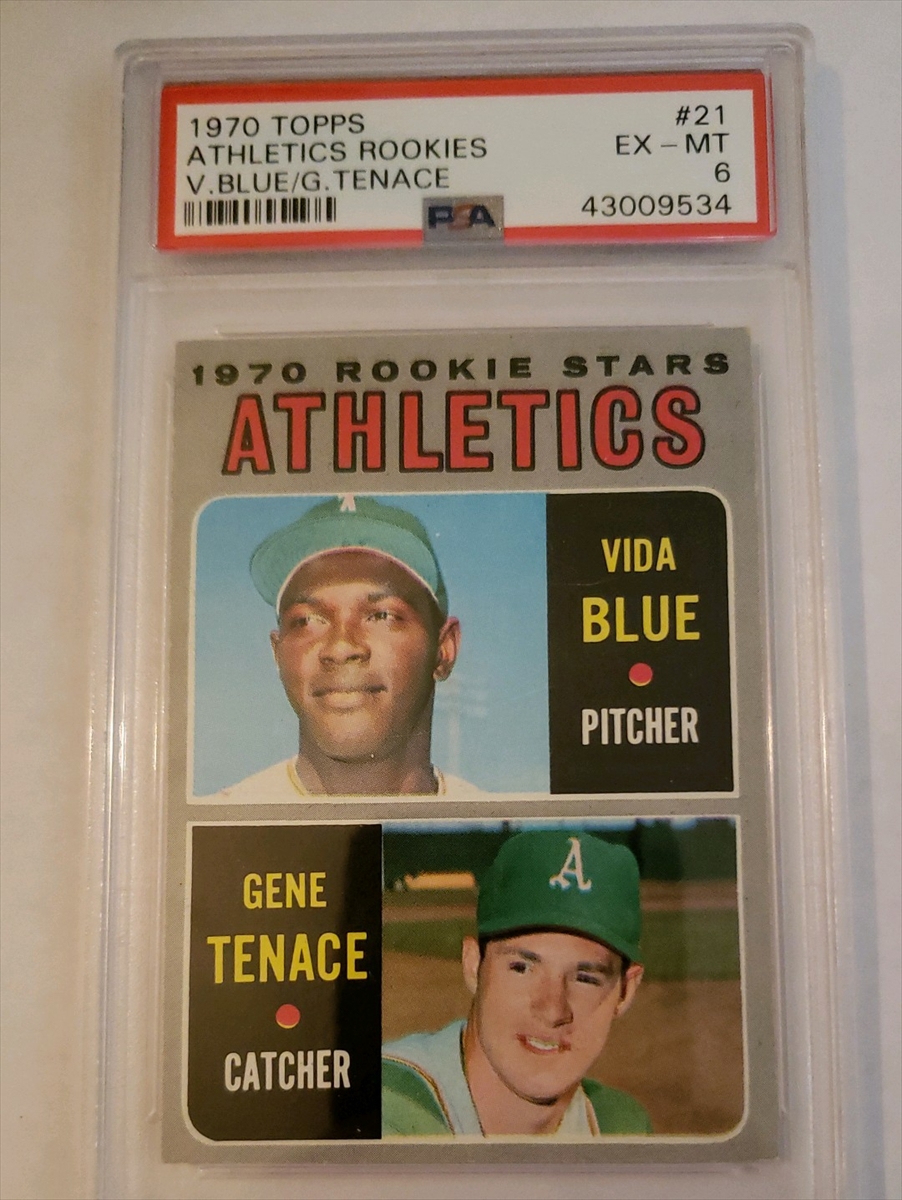 1970 TOPPS #21
ATHLETICS ROOKIES EX - MT
V.BLUE/G.TENACE 6
PSA 43009534
1970 ROOKIE STARS
ATHLETICS
A
VIDA
BLUE
PITCHER
A
GENE
TENACE
CATCHER